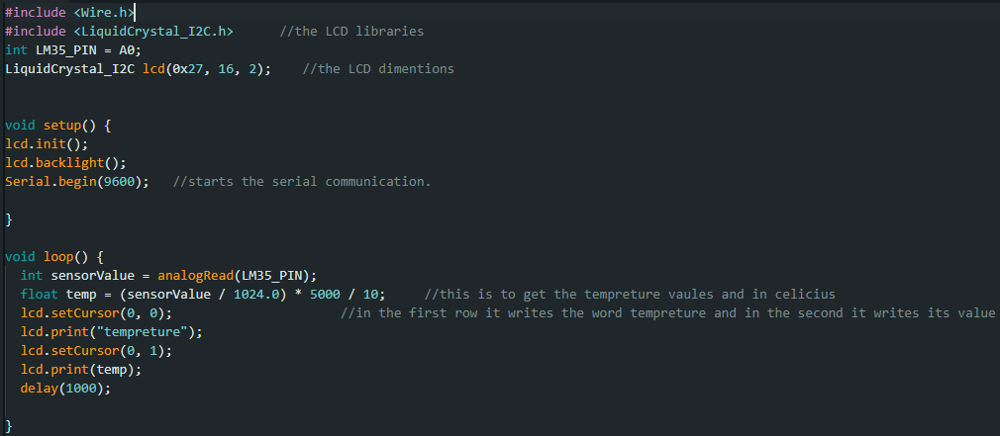 #include <Wire.h>
#include <LiquidCrystal_I2C.h>      //the LCD libraries
int LM35_PIN = A0;
LiquidCrystal_I2C lcd(0x27, 16, 2);    //the LCD dimentions
void setup() {
lcd.init();
lcd.backlight();
Serial.begin(9600);   //starts the serial communication.
}
void loop() {
  int sensorValue = analogRead(LM35_PIN);
  float temp = (sensorValue / 1024.0) * 5000 / 10;     //this is to get the tempreture vaules and in celicius
  lcd.setCursor(0, 0);                      //in the first row it writes the word tempreture and in the second it writes its value
  lcd.print("tempreture");
  lcd.setCursor(0, 1);
  lcd.print(temp);
  delay(1000);
}